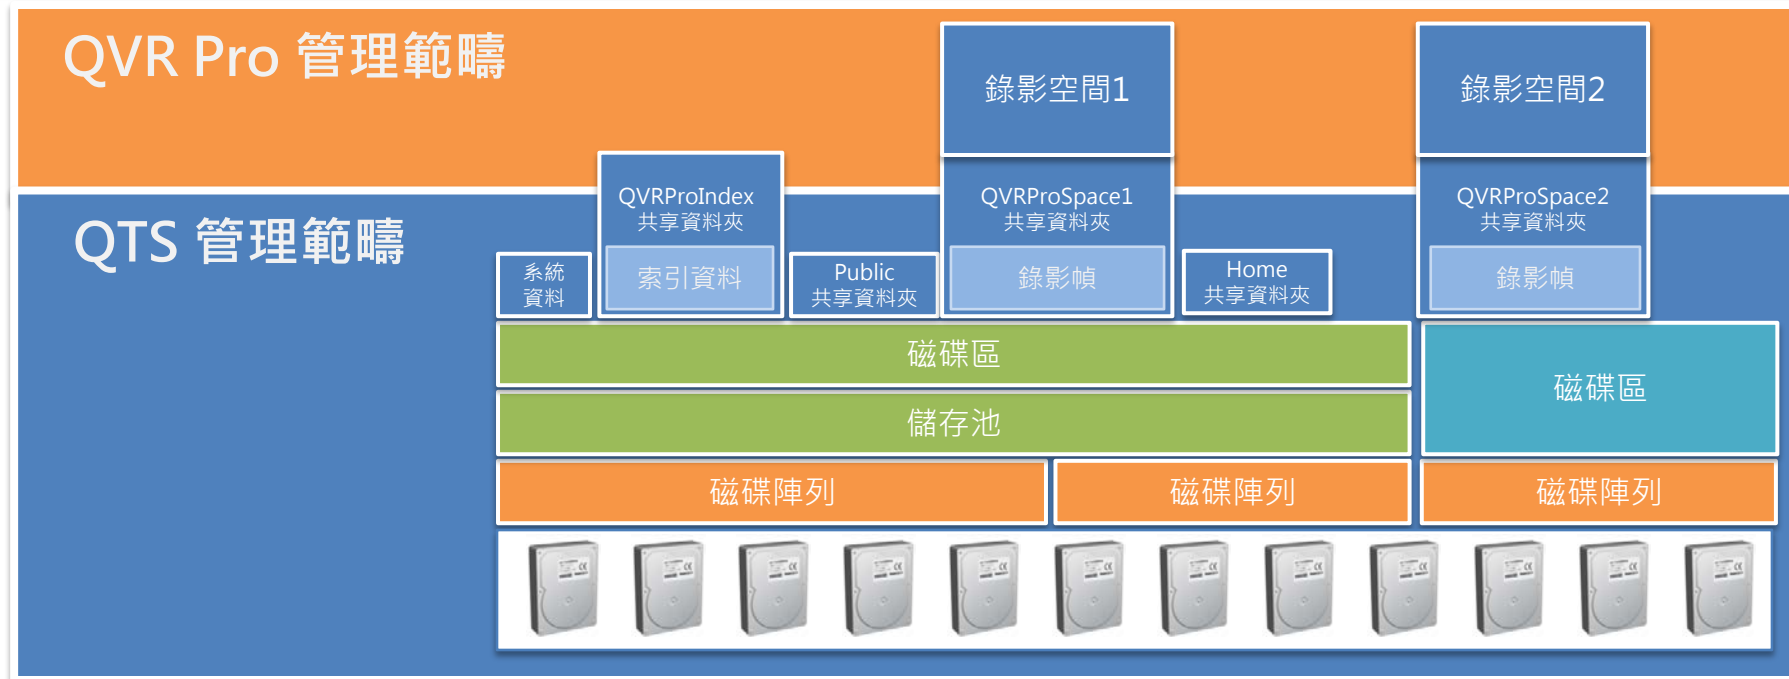 QVR Pro 管理範疇
錄影空間1
錄影空間2
QTS 管理範疇
QVRProIndex
共享資料夾
索引資料
QVRProSpace1
共享資料夾
錄影幀
QVRProSpace2
共享資料夾
錄影幀
系統
資料
Public
共享資料夾
Home
共享資料夾
磁碟區
儲存池
磁碟區
磁碟陣列
磁碟陣列
磁碟陣列